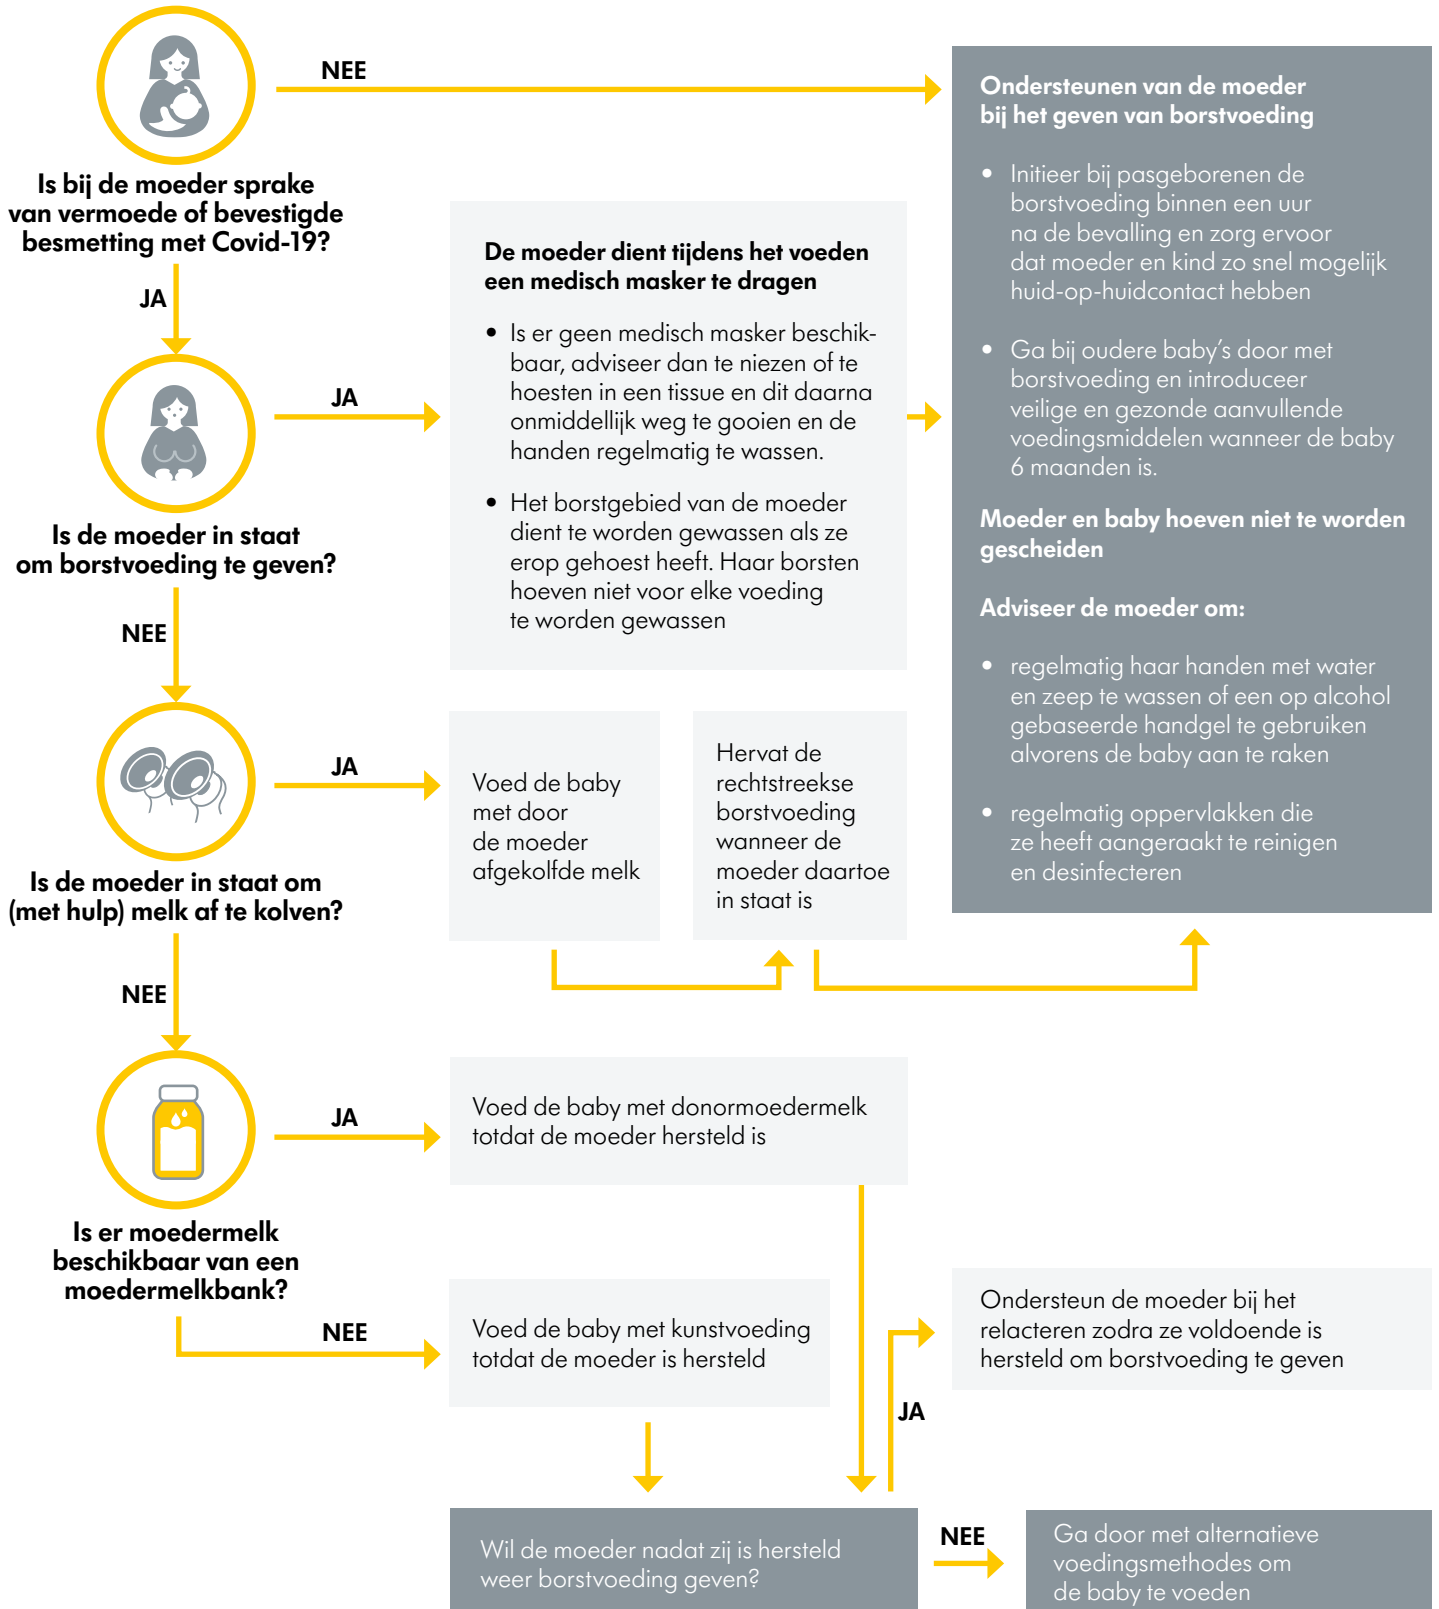 NEE
Is bij de moeder sprake
van vermoede of bevestigde
besmetting met Covid-19?
JA
Ondersteunen van de moeder
bij het geven van borstvoeding
• Initieer bij pasgeborenen de
borstvoeding binnen een uur
na de bevalling en zorg ervoor
dat moeder en kind zo snel mogelijk
huid-op-huidcontact hebben
• Ga bij oudere baby's door met
borstvoeding en introduceer
veilige en gezonde aanvullende
voedingsmiddelen wanneer de baby
6 maanden is.
Moeder en baby hoeven niet te worden
gescheiden
Adviseer de moeder om:
• regelmatig haar handen met water
en zeep te wassen of een op alcohol
gebaseerde handgel te gebruiken
alvorens de baby aan te raken
• regelmatig oppervlakken die
ze heeft aangeraakt te reinigen
en desinfecteren
JA
Is de moeder in staat
om borstvoeding te geven?
NEE
De moeder dient tijdens het voeden
een medisch masker te dragen
• Is er geen medisch masker beschik-
baar, adviseer dan te niezen of te
hoesten in een tissue en dit daarna
onmiddellijk weg te gooien en de
handen regelmatig te wassen.
• Het borstgebied van de moeder
dient te worden gewassen als ze
erop gehoest heeft. Haar borsten
hoeven niet voor elke voeding
te worden gewassen
JA
Is de moeder in staat om
(met hulp) melk af te kolven?
NEE
Voed de baby
met door
de moeder
afgekolfde melk
Hervat de
rechtstreekse
borstvoeding
wanneer de
moeder daartoe
in staat is
JA
Is er moedermelk
beschikbaar van een
moedermelkbank?
NEE
Voed de baby met donormoedermelk
totdat de moeder hersteld is
Voed de baby met kunstvoeding
totdat de moeder is hersteld
Ondersteun de moeder bij het
relacteren zodra ze voldoende is
hersteld om borstvoeding te geven
JA
Wil de moeder nadat zij is hersteld
weer borstvoeding geven?
NEE
Ga door met alternatieve
voedingsmethodes om
de baby te voeden